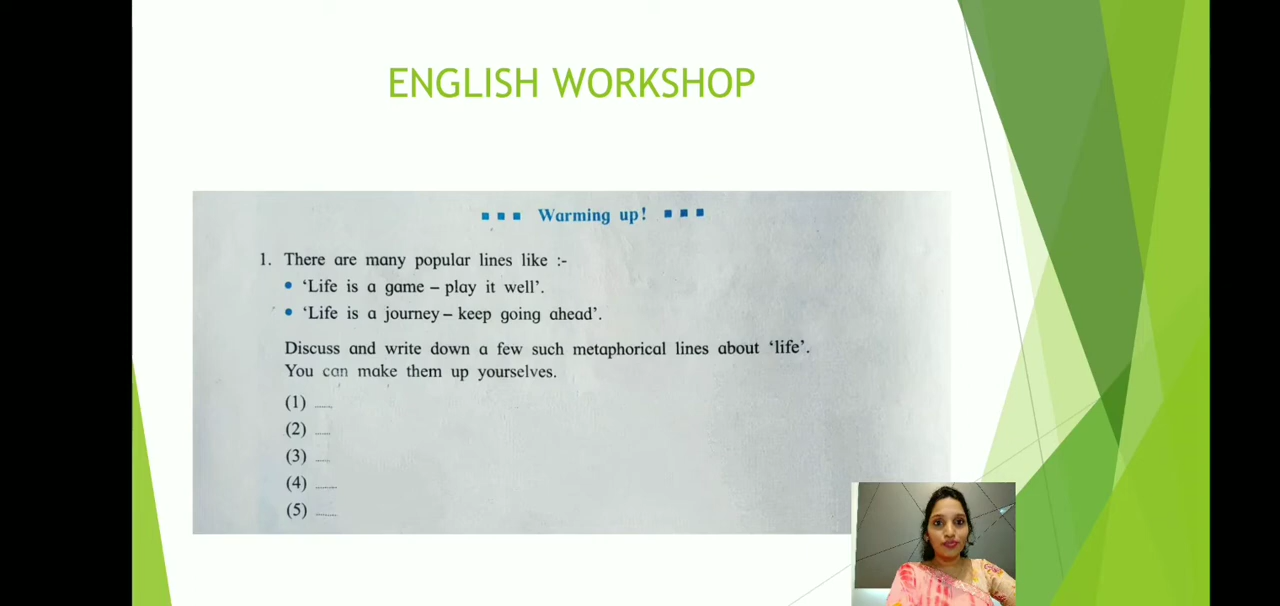 ENGLISH WORKSHOP
Warming up!
1. There are many popular lines like :-
• ‘Life is a game – play it well’.
• ‘Life is a journey – keep going ahead’.
Discuss and write down a few such metaphorical lines about ‘life’.
You can make them up yourselves.
(1) ......
(2) ......
(3) ......
(4) ......
(5) ......